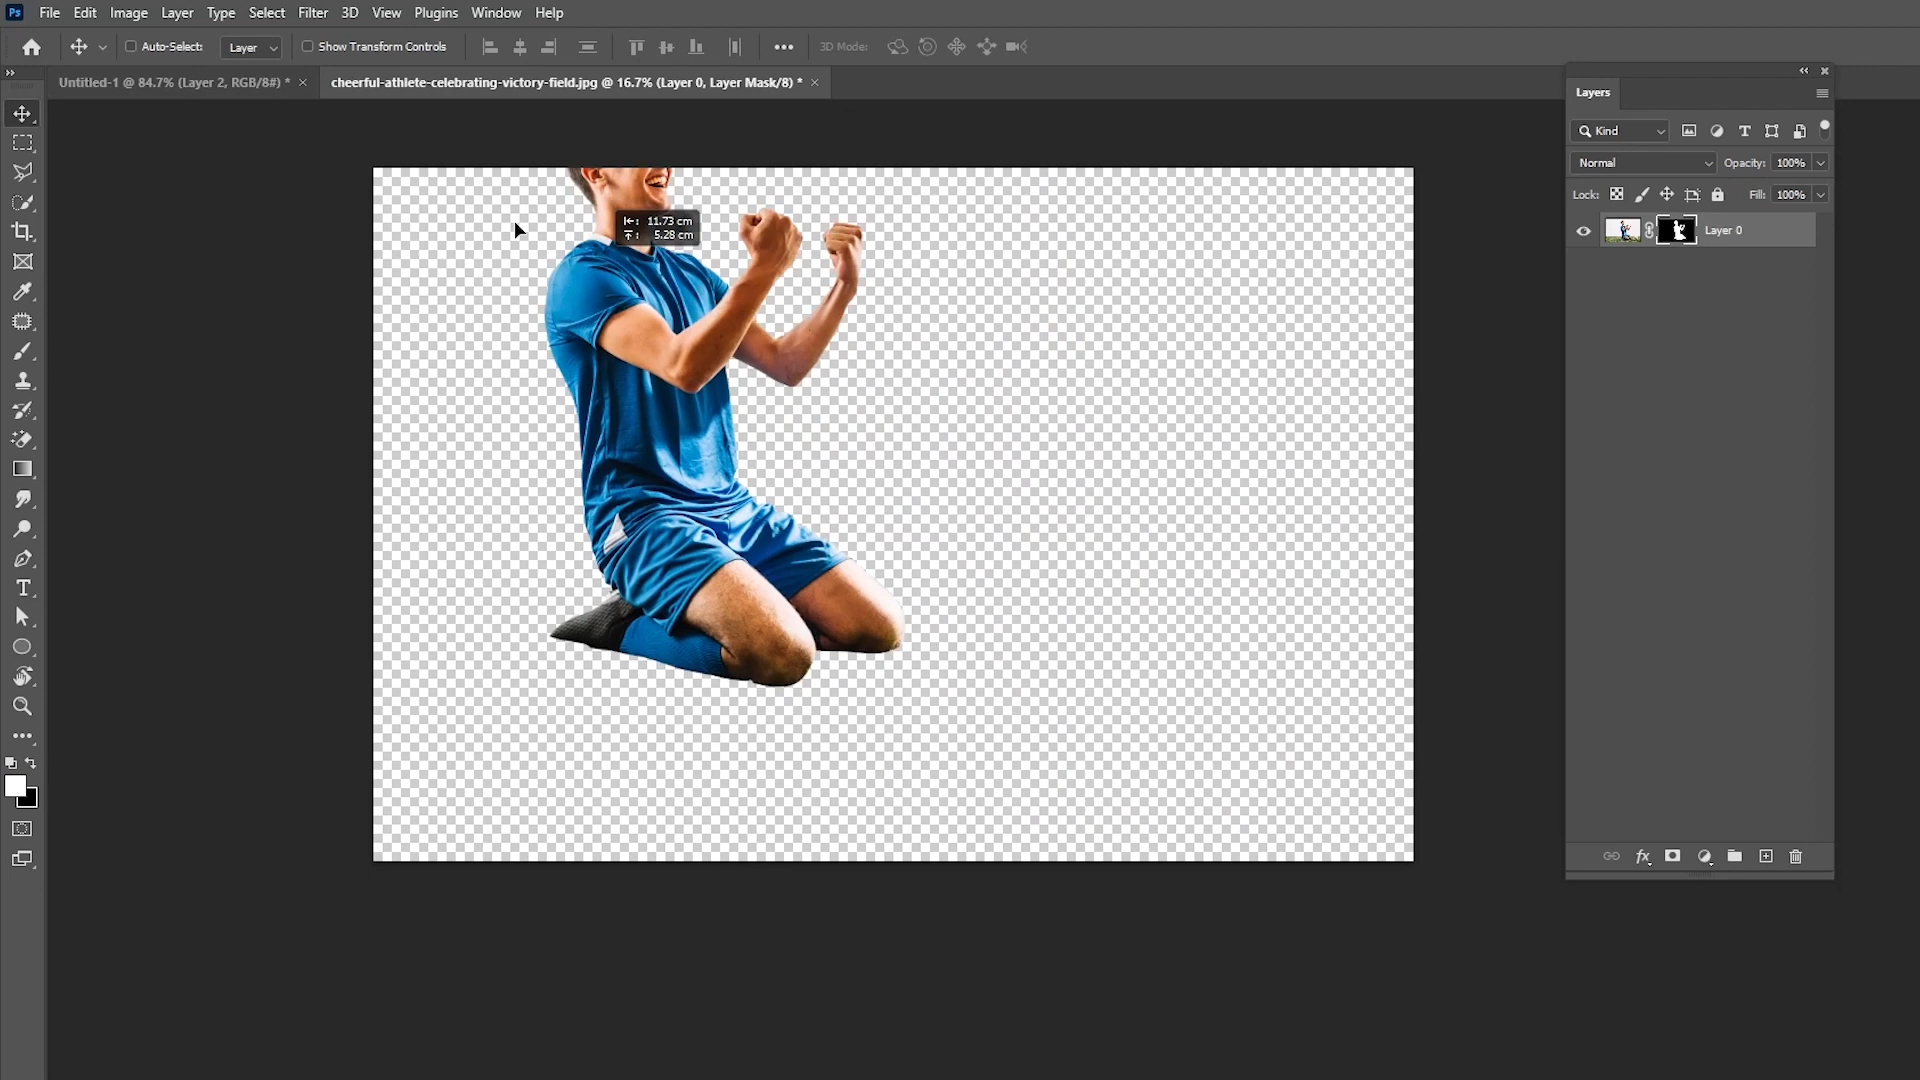 Ps File Edit Image Layer Type Select Filter 3D View Plugins Window Help
Auto-Select: Layer Show Transform Controls 3D Mode:
Untitled-1 @ 84.7% (Layer 2, RGB/8#) * cheerful-athlete-celebrating-victory-field.jpg @ 16.7% (Layer 0, Layer Mask/8) *
Layers
Kind
Normal Opacity: 100%
Lock: Fill: 100%
Layer 0
11.73 cm
5.28 cm